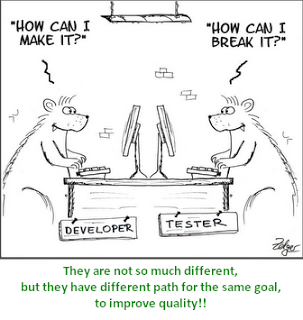 "HOW CAN I
MAKE IT?"
"HOW CAN I
BREAK IT?"
DEVELOPER
TESTER
They are not so much different,
but they have different path for the same goal,
to improve quality!!